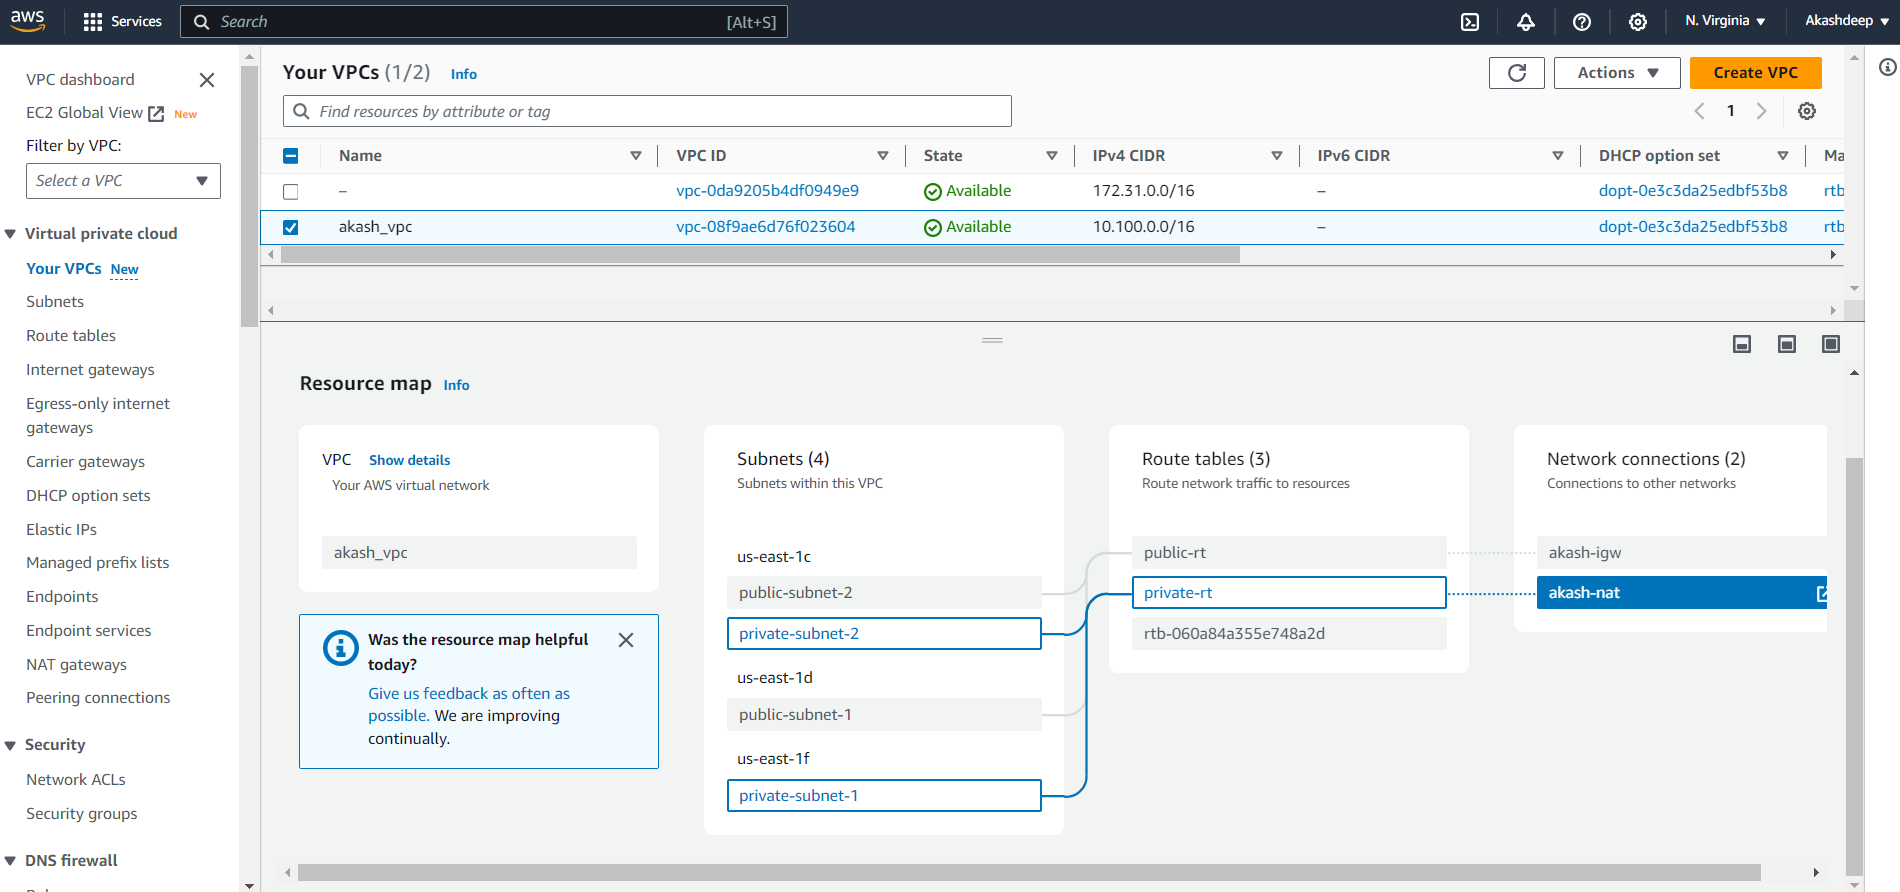 aws
Services
Search
[Alt+S]
N. Virginia
Akashdeep
VPC dashboard
EC2 Global View
New
Filter by VPC:
Select a VPC
Virtual private cloud
Your VPCs
New
Subnets
Route tables
Internet gateways
Egress-only internet
gateways
Carrier gateways
DHCP option sets
Elastic IPs
Managed prefix lists
Endpoints
Endpoint services
NAT gateways
Peering connections
Security
Network ACLs
Security groups
DNS firewall
Your VPCs (1/2)
Info
Actions
Create VPC
Find resources by attribute or tag
1
Name
VPC ID
State
IPv4 CIDR
IPv6 CIDR
DHCP option set
Ma
–
vpc-0da9205b4df0949e9
Available
172.31.0.0/16
–
dopt-0e3c3da25edbf53b8
rtb
akash_vpc
vpc-08f9ae6d76f023604
Available
10.100.0.0/16
–
dopt-0e3c3da25edbf53b8
rtb
Resource map
Info
VPC
Show details
Your AWS virtual network
akash_vpc
Was the resource map helpful
today?
Give us feedback as often as
possible. We are improving
continually.
Subnets (4)
Subnets within this VPC
us-east-1c
public-subnet-2
private-subnet-2
us-east-1d
public-subnet-1
us-east-1f
private-subnet-1
Route tables (3)
Route network traffic to resources
public-rt
private-rt
rtb-060a84a355e748a2d
Network connections (2)
Connections to other networks
akash-igw
akash-nat